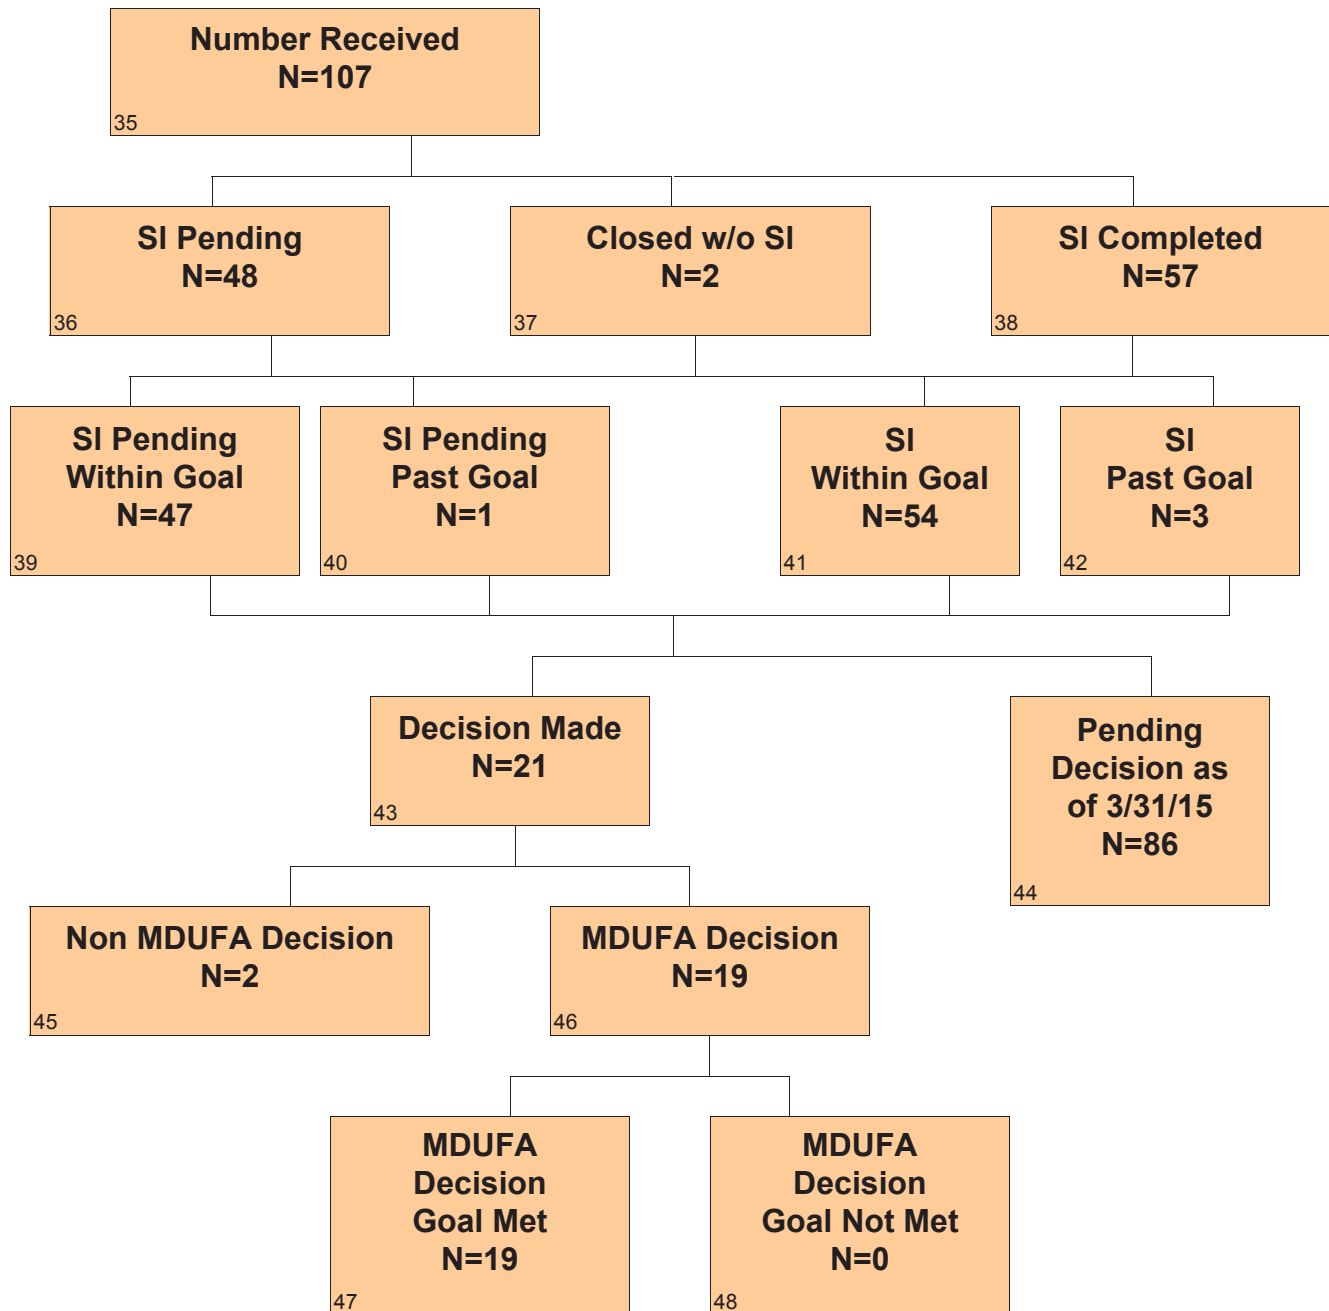 Number Received
N=107
35
SI Pending
N=48
36
Closed w/o SI
N=2
37
SI Completed
N=57
38
SI Pending
Within Goal
N=47
39
SI Pending
Past Goal
N=1
40
SI
Within Goal
N=54
41
SI
Past Goal
N=3
42
Decision Made
N=21
43
Pending
Decision as
of 3/31/15
N=86
44
Non MDUFA Decision
N=2
45
MDUFA Decision
N=19
46
MDUFA
Decision
Goal Met
N=19
47
MDUFA
Decision
Goal Not Met
N=0
48